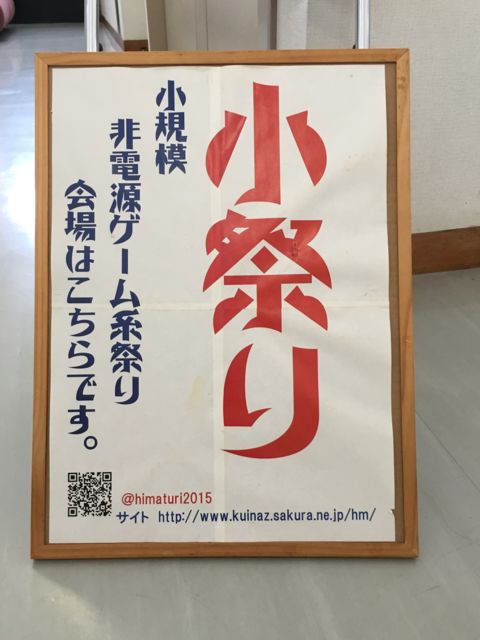 小祭り
小規模
非電源ゲーム系祭り
会場はこちらです。
@himaturi2015
サイト http://www.kuinaz.sakura.ne.jp/hm/